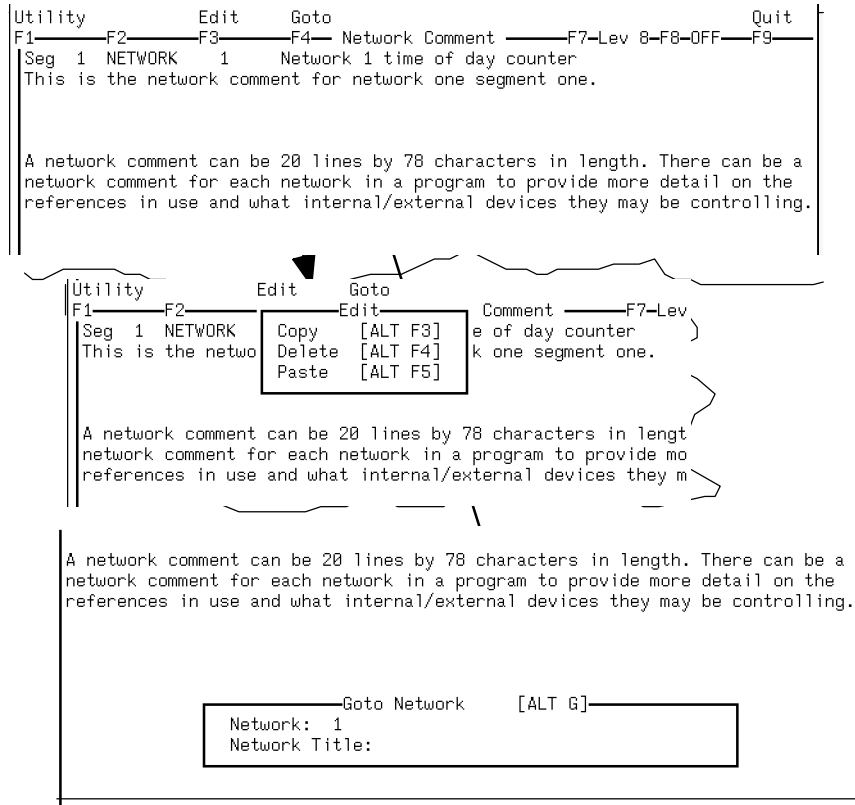 Utility Edit Goto Quit
F1 F2 F3 F4 Network Comment F7-Lev 8-F8-OFF F9
Seg 1 NETWORK 1 Network 1 time of day counter
This is the network comment for network one segment one.
A network comment can be 20 lines by 78 characters in length. There can be a
network comment for each network in a program to provide more detail on the
references in use and what internal/external devices they may be controlling.
Utility Edit Goto
F1 F2 Edit Comment F7-Lev
Seg 1 NETWORK Copy [ALT F3] e of day counter
This is the netwo Delete [ALT F4] k one segment one.
Paste [ALT F5]
A network comment can be 20 lines by 78 characters in lengt
network comment for each network in a program to provide mo
references in use and what internal/external devices they m
A network comment can be 20 lines by 78 characters in length. There can be a
network comment for each network in a program to provide more detail on the
references in use and what internal/external devices they may be controlling.
Goto Network [ALT G]
Network: 1
Network Title: